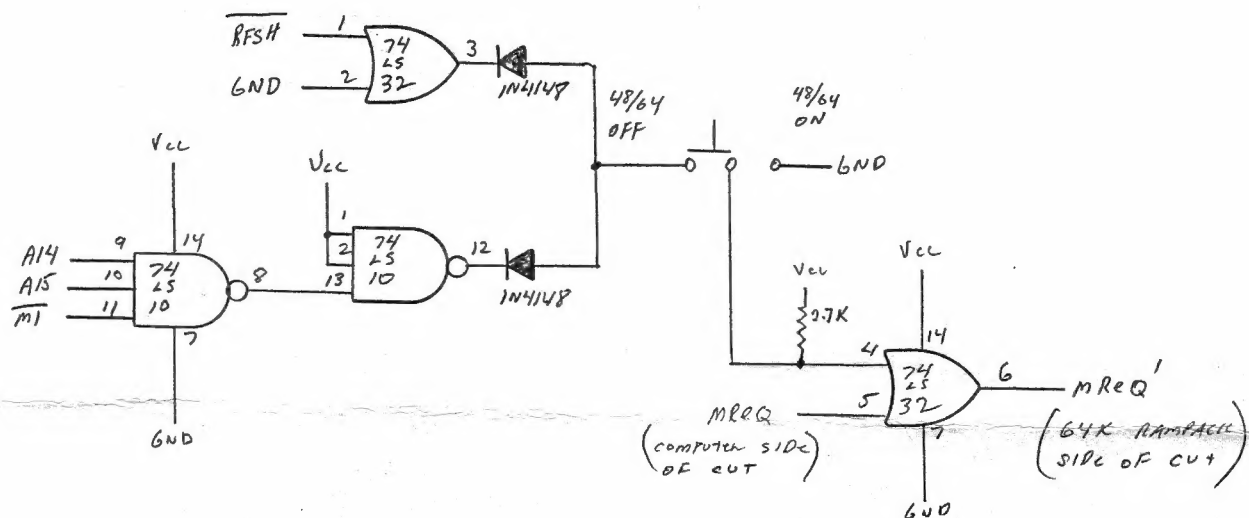 RFSH
GND
1
2
74
LS
32
3
1N4148
48/64
OFF
48/64
ON
GND
Vcc
Vcc
A14
A15
M1
9
10
11
14
74
LS
10
7
8
GND
1
2
13
74
LS
10
12
1N4148
Vcc
2.7K
Vcc
4
5
14
74
LS
32
7
6
MREQ
(COMPUTER SIDE
OF CUT)
MREQ'
(64K RAMPACK
SIDE OF CUT)
GND